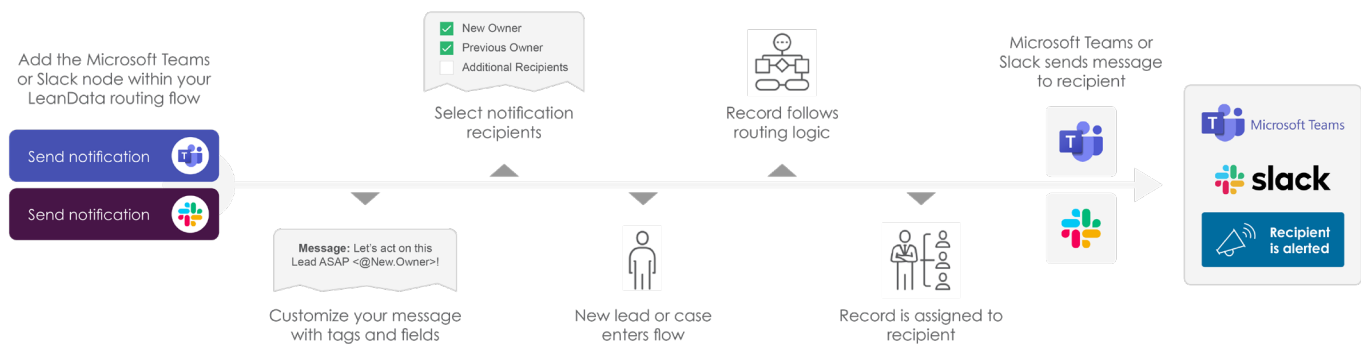 Add the Microsoft Teams
or Slack node within your
LeanData routing flow
Send notification
Send notification
Message: Let's act on this
Lead ASAP <@New.Owner>!
Customize your message
with tags and fields
New Owner
Previous Owner
Additional Recipients
Select notification
recipients
New lead or case
enters flow
Record follows
routing logic
Record is assigned to
recipient
Microsoft Teams or
Slack sends message
to recipient
Microsoft Teams
slack
Recipient
is alerted